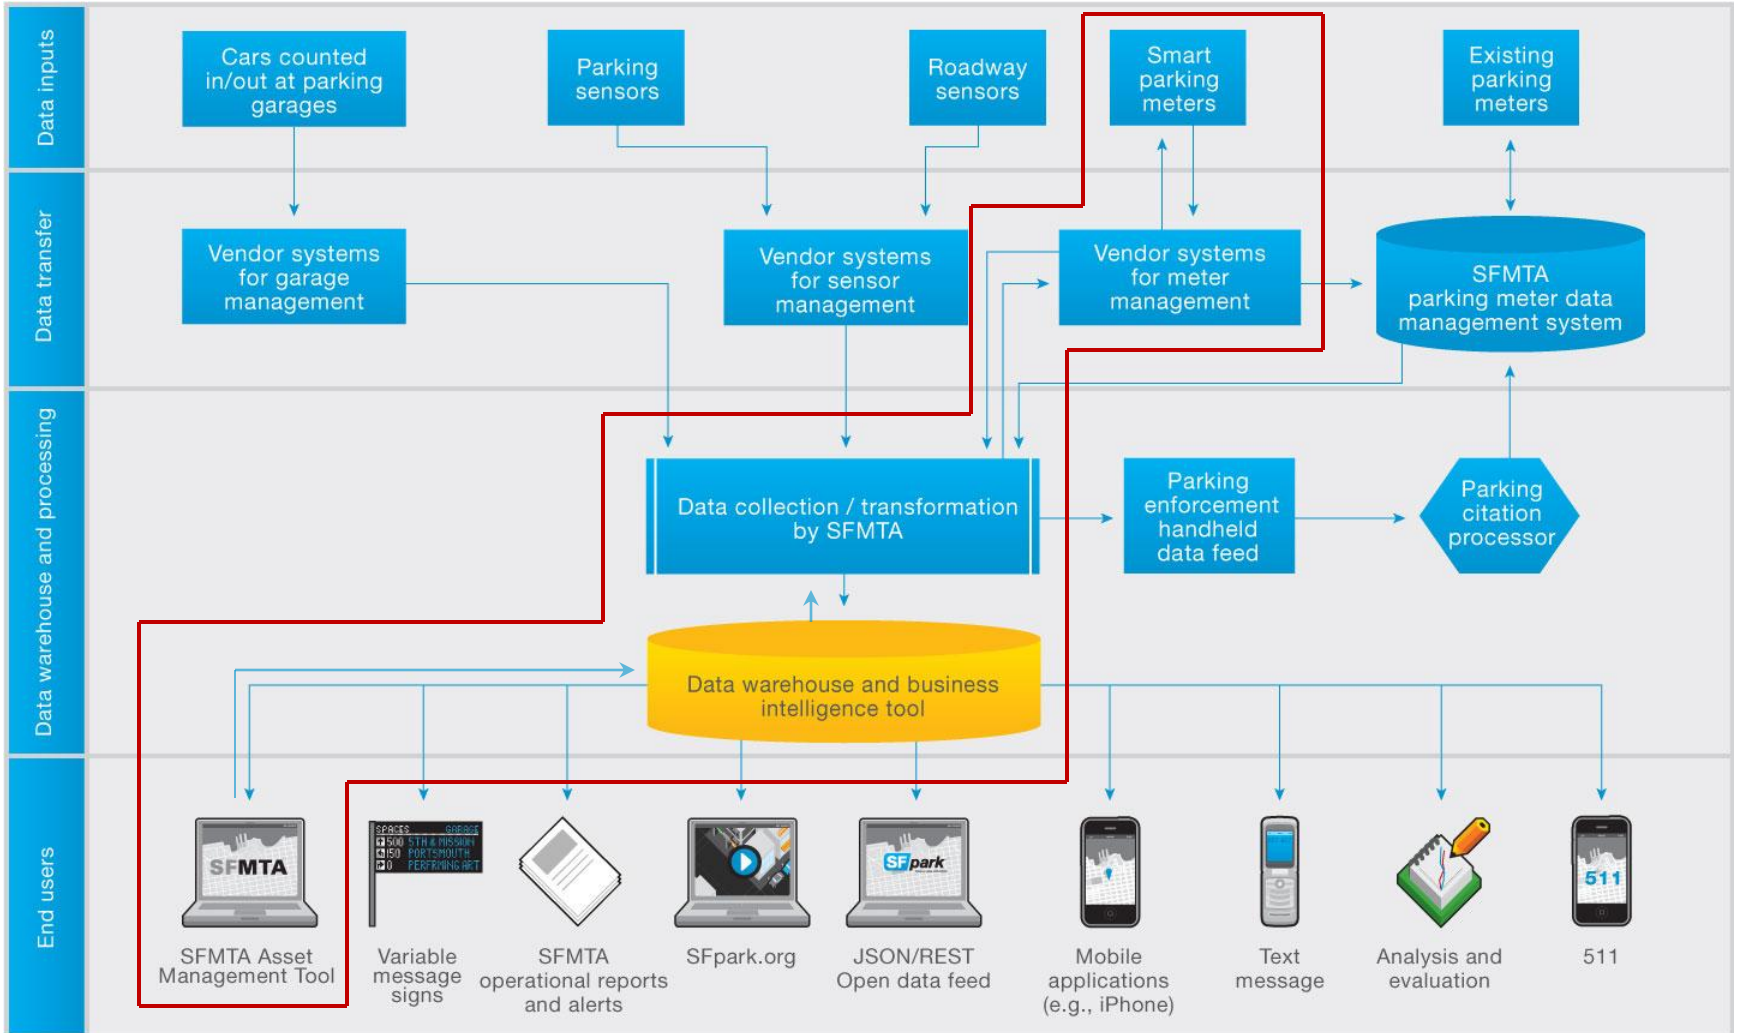 Data inputs
Cars counted
in/out at parking
garages
Parking
sensors
Roadway
sensors
Smart
parking
meters
Existing
parking
meters
Data transfer
Vendor systems
for garage
management
Vendor systems
for sensor
management
Vendor systems
for meter
management
SFMTA
parking meter data
management system
Data warehouse and processing
Data collection / transformation
by SFMTA
Parking
enforcement
handheld
data feed
Parking
citation
processor
Data warehouse and business
intelligence tool
End users
SFMTA
SPACES GARAGE
500 5TH & MISSION
150 PORTSMOUTH
0 PERFRMING ART
SFpark
511
SFMTA Asset
Management Tool
Variable
message
signs
SFMTA
operational reports
and alerts
SFpark.org
JSON/REST
Open data feed
Mobile
applications
(e.g., iPhone)
Text
message
Analysis and
evaluation
511